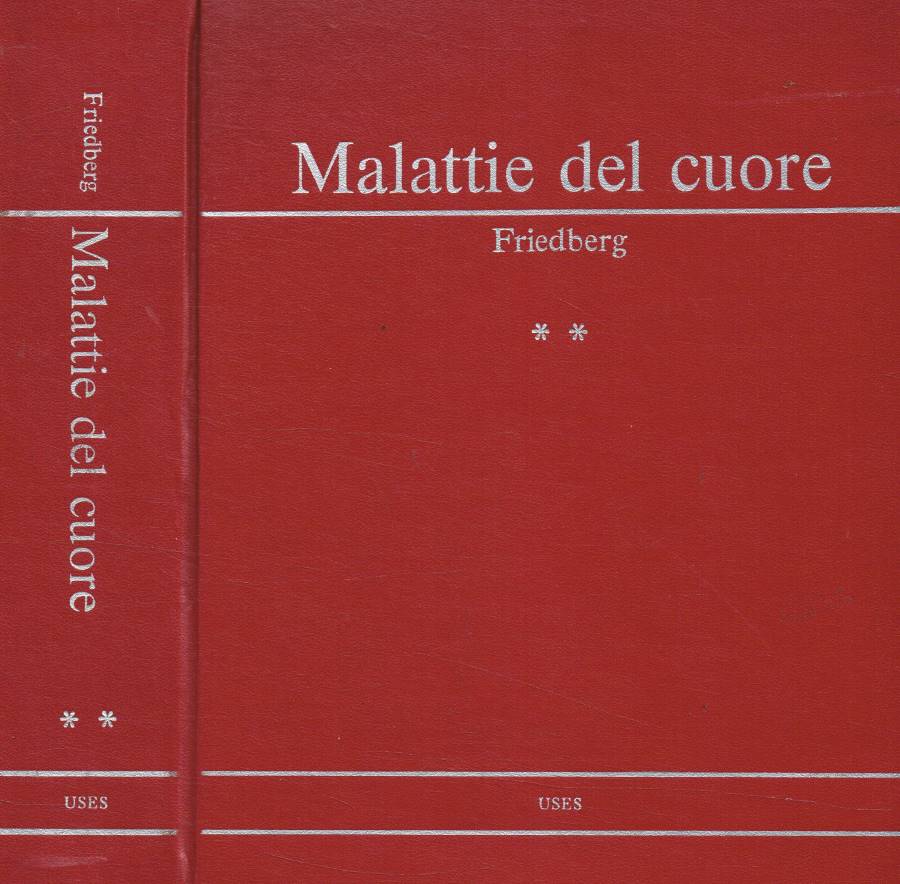 Friedberg
Malattie del cuore
* *
USES
Malattie del cuore
Friedberg
* *
USES